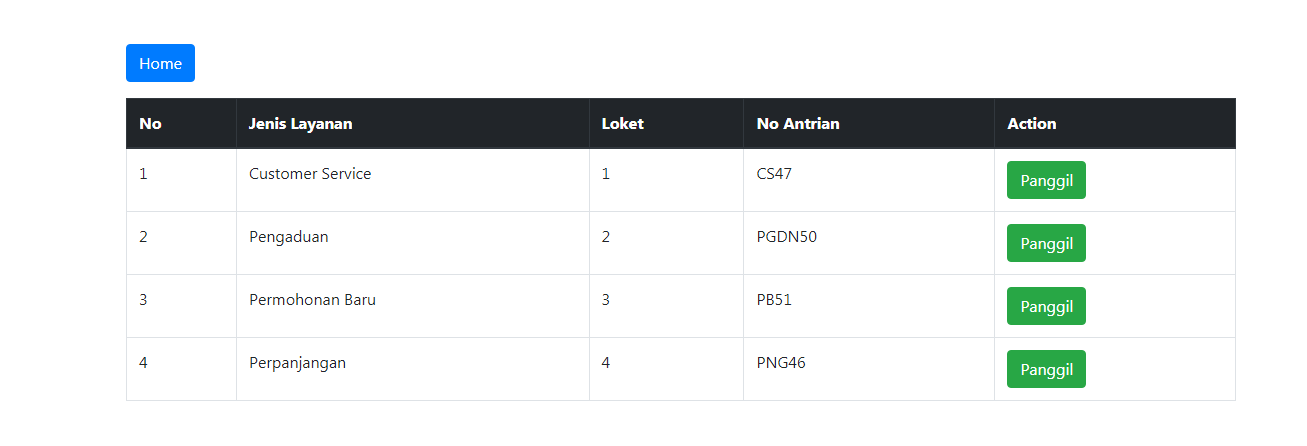 Home
No Jenis Layanan Loket No Antrian Action
1 Customer Service 1 CS47 Panggil
2 Pengaduan 2 PGDN50 Panggil
3 Permohonan Baru 3 PB51 Panggil
4 Perpanjangan 4 PNG46 Panggil